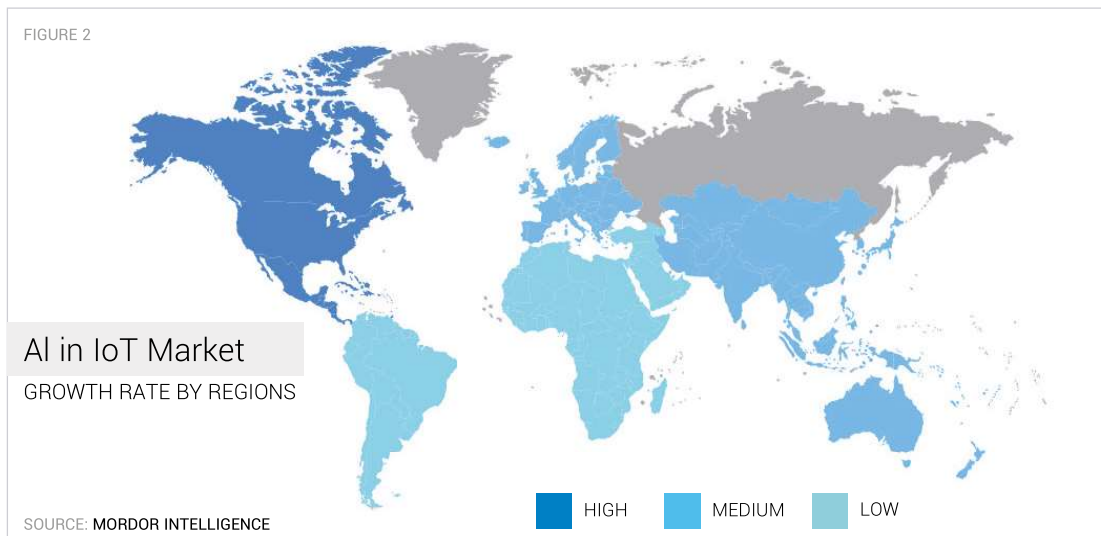 FIGURE 2
AI in IoT Market
GROWTH RATE BY REGIONS
HIGH
MEDIUM
LOW
SOURCE: MORDOR INTELLIGENCE